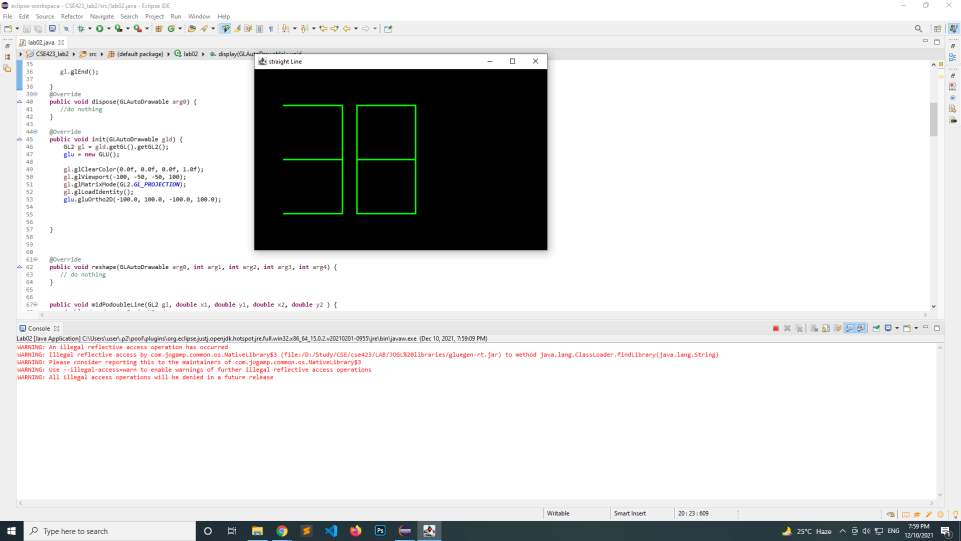 eclipse-workspace - CSE423_lab2/src/lab02.java - Eclipse IDE
File Edit Source Refactor Navigate Search Project Run Window Help
lab02.java
CSE423_lab2 src (default package) lab02 display(GLAutoDrawable) : void
35
36 gl.glEnd();
37
38 }
39 @Override
40 public void dispose(GLAutoDrawable arg0) {
41 //do nothing
42 }
43
44 @Override
45 public void init(GLAutoDrawable gld) {
46 GL2 gl = gld.getGL().getGL2();
47 glu = new GLU();
48
49 gl.glClearColor(0.0f, 0.0f, 0.0f, 1.0f);
50 gl.glViewport(-100, -50, -50, 100);
51 gl.glMatrixMode(GL2.GL_PROJECTION);
52 gl.glLoadIdentity();
53 glu.gluOrtho2D(-100.0, 100.0, -100.0, 100.0);
54
55
56
57 }
58
59
60
61 @Override
62 public void reshape(GLAutoDrawable arg0, int arg1, int arg2, int arg3, int arg4) {
63 // do nothing
64 }
65
66
67 public void midPodoubleLine(GL2 gl, double x1, double y1, double x2, double y2 ) {
straight Line
Console
Lab02 [Java Application] C:\Users\user\.p2\pool\plugins\org.eclipse.justj.openjdk.hotspot.jre.full.win32.x86_64_15.0.2.v20210201-0955\jre\bin\javaw.exe (Dec 10, 2021, 7:59:09 PM)
WARNING: An illegal reflective access operation has occurred
WARNING: Illegal reflective access by com.jogamp.common.os.NativeLibrary$3 (file:/D:/Study/CSE/cse423/LAB/JOGL%20libraries/gluegen-rt.jar) to method java.lang.ClassLoader.findLibrary(java.lang.String)
WARNING: Please consider reporting this to the maintainers of com.jogamp.common.os.NativeLibrary$3
WARNING: Use --illegal-access=warn to enable warnings of further illegal reflective access operations
WARNING: All illegal access operations will be denied in a future release
Writable Smart Insert 20 : 23 : 609
Type here to search
25°C Haze ENG 7:59 PM
12/10/2021